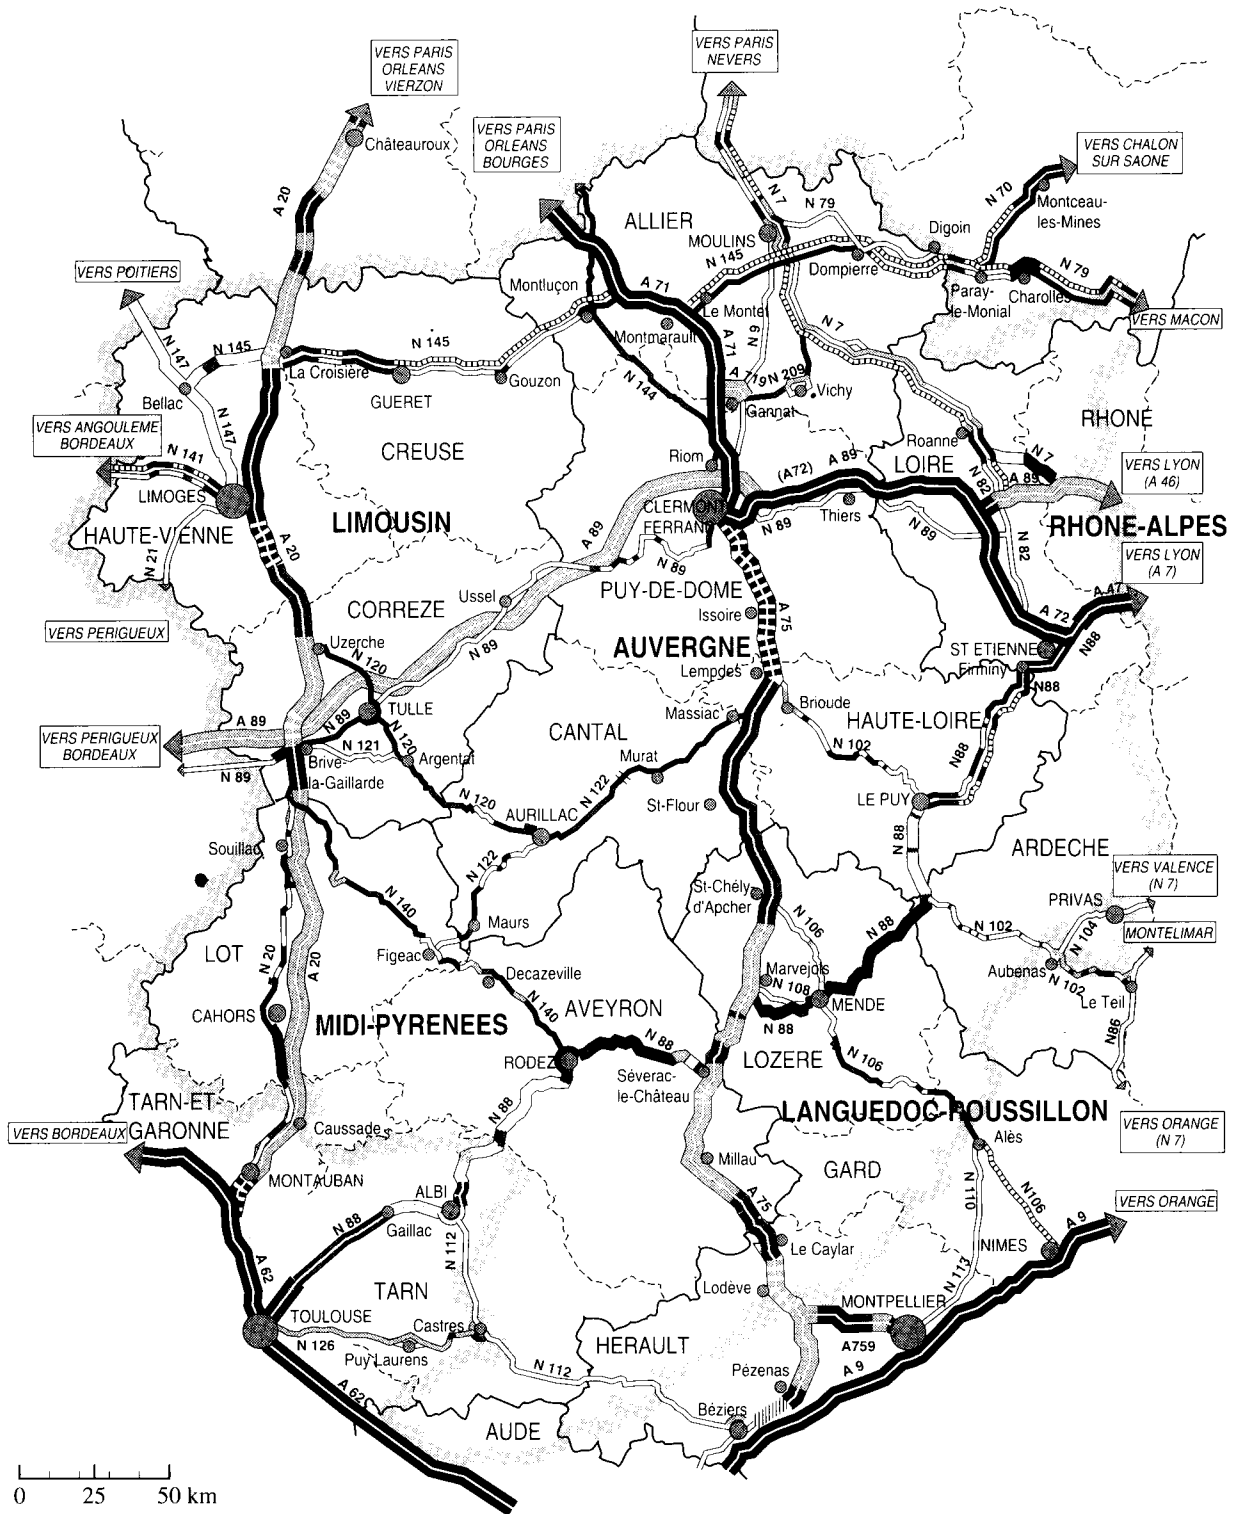 VERS PARIS
ORLEANS
VIERZON
VERS PARIS
NEVERS
VERS PARIS
ORLEANS
BOURGES
VERS CHALON
SUR SAONE
Châteauroux
A 20
ALLIER
N 7
N 79
N 70
Montceau-
les-Mines
MOULINS
Digoin
VERS POITIERS
N 145
Dompierre
N 79
Montluçon
A 71
Paray-
le-Monial
Charolles
Le Montet
VERS MACON
N 147
N 145
N 145
Montmarault
A 71
N 9
N 7
La Croisière
GUERET
Gouzon
N 144
A 719
N 209
Vichy
Gannat
Bellac
N 147
VERS ANGOULEME
BORDEAUX
N 141
CREUSE
RHONE
Roanne
N 7
Riom
(A72)
A 89
LOIRE
VERS LYON
(A 46)
LIMOGES
N 82
A 89
CLERMONT
FERRAND
HAUTE-VIENNE
LIMOUSIN
A 20
A 89
N 89
Thiers
N 89
N 82
RHONE-ALPES
N 21
N 89
VERS LYON
(A 7)
PUY-DE-DOME
Ussel
CORREZE
Issoire
A 75
A 72
A 47
VERS PERIGUEUX
Uzerche
N 120
N 89
AUVERGNE
ST ETIENNE
Firminy
N88
N88
Lempdes
TULLE
Massiac
Brioude
HAUTE-LOIRE
A 89
N 89
CANTAL
VERS PERIGUEUX
BORDEAUX
N 121
N 120
Argentat
Murat
N 102
N88
N 89
Brive-
la-Gaillarde
N 122
St-Flour
LE PUY
N 120
AURILLAC
Souillac
N 88
ARDECHE
N 122
VERS VALENCE
(N 7)
St-Chély
d'Apcher
N 140
PRIVAS
N 106
N 88
Maurs
N 102
N 104
MONTELIMAR
LOT
N 20
A 20
Figeac
Decazeville
Marvejols
N 108
Aubenas
N 102
Le Teil
AVEYRON
N 140
MENDE
CAHORS
MIDI-PYRENEES
N 88
N 88
N86
RODEZ
LOZERE
N 106
Séverac-
le-Château
TARN-ET
GARONNE
N 88
LANGUEDOC-ROUSSILLON
VERS BORDEAUX
Caussade
VERS ORANGE
(N 7)
Alès
Millau
GARD
MONTAUBAN
ALBI
A 75
N 110
N106
VERS ORANGE
N 88
Gaillac
A 9
N 112
Le Caylar
NIMES
A 62
TARN
Lodève
N 113
MONTPELLIER
TOULOUSE
Castres
HERAULT
N 126
Puy Laurens
A759
N 112
Pézenas
A 9
A 62
Béziers
AUDE
0
25
50 km